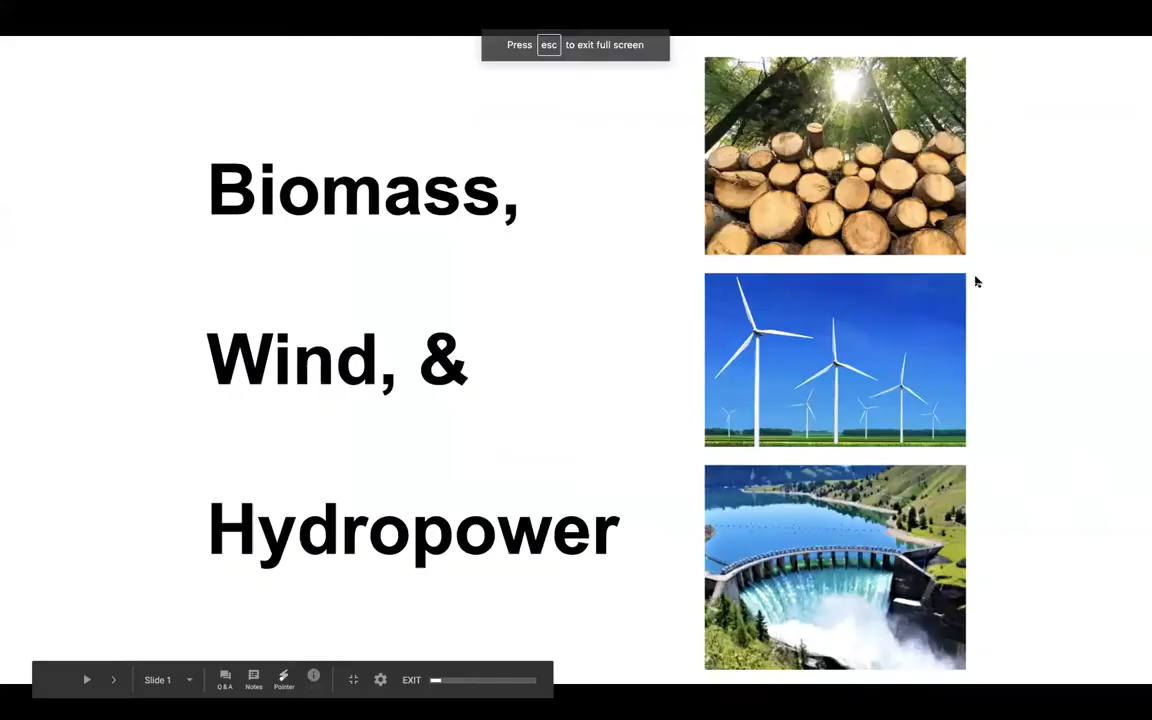 Press esc to exit full screen
Biomass,
Wind, &
Hydropower
Slide 1
Q & A
Notes
Pointer
EXIT